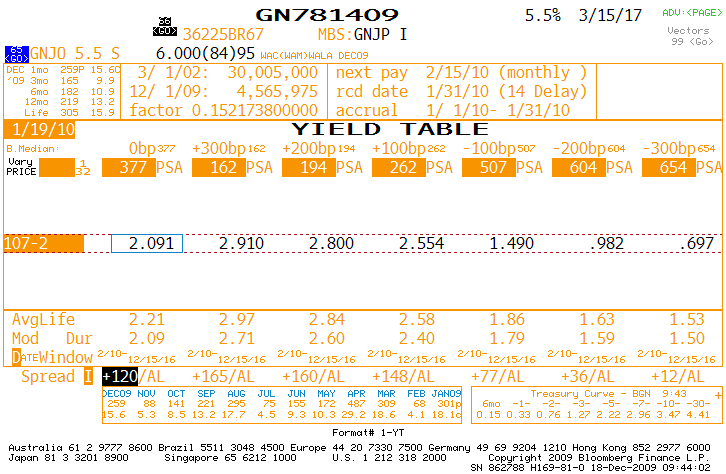 GN781409 5.5% 3/15/17 ADV:<PAGE>
66 <GO> 36225BR67 MBS:GNJP I Vectors
99 <Go>
65 <GO> GNJO 5.5 S 6.000(84)95 WAC(WAM)WALA DEC09
DEC 1mo 259P 15.6C 3/ 1/02: 30,005,000 next pay 2/15/10 (monthly )
'09 3mo 165 9.9 12/ 1/09: 4,565,975 rcd date 1/31/10 (14 Delay)
6mo 182 10.9
12mo 219 13.2 factor 0.152173800000 accrual 1/ 1/10- 1/31/10
Life 305 15.9
1/19/10 YIELD TABLE
B.Median: 0bp377 +300bp162 +200bp194 +100bp262 -100bp507 -200bp604 -300bp654
Vary PRICE 1/32 377 PSA 162 PSA 194 PSA 262 PSA 507 PSA 604 PSA 654 PSA
107-2 2.091 2.910 2.800 2.554 1.490 .982 .697
AvgLife 2.21 2.97 2.84 2.58 1.86 1.63 1.53
Mod Dur 2.09 2.71 2.60 2.40 1.79 1.59 1.50
DATEWindow 2/10-12/15/16 2/10-12/15/16 2/10-12/15/16 2/10-12/15/16 2/10-12/15/16 2/10-12/15/16 2/10-12/15/16
Spread I +120/AL +165/AL +160/AL +148/AL +77/AL +36/AL +12/AL
DEC09 NOV OCT SEP AUG JUL JUN MAY APR MAR FEB JAN09 Treasury Curve - BGN 9:43 +
259 88 141 221 295 75 155 172 487 309 68 301p 6mo -1- -2- -3- -5- -7- -10- -30-
15.6 5.3 8.5 13.2 17.7 4.5 9.3 10.3 29.2 18.6 4.1 18.1c 0.15 0.33 0.76 1.27 2.22 2.96 3.47 4.41
Format# 1-YT
Australia 61 2 9777 8600 Brazil 5511 3048 4500 Europe 44 20 7330 7500 Germany 49 69 9204 1210 Hong Kong 852 2977 6000
Japan 81 3 3201 8900 Singapore 65 6212 1000 U.S. 1 212 318 2000 Copyright 2009 Bloomberg Finance L.P.
SN 862788 H169-81-0 18-Dec-2009 09:44:02